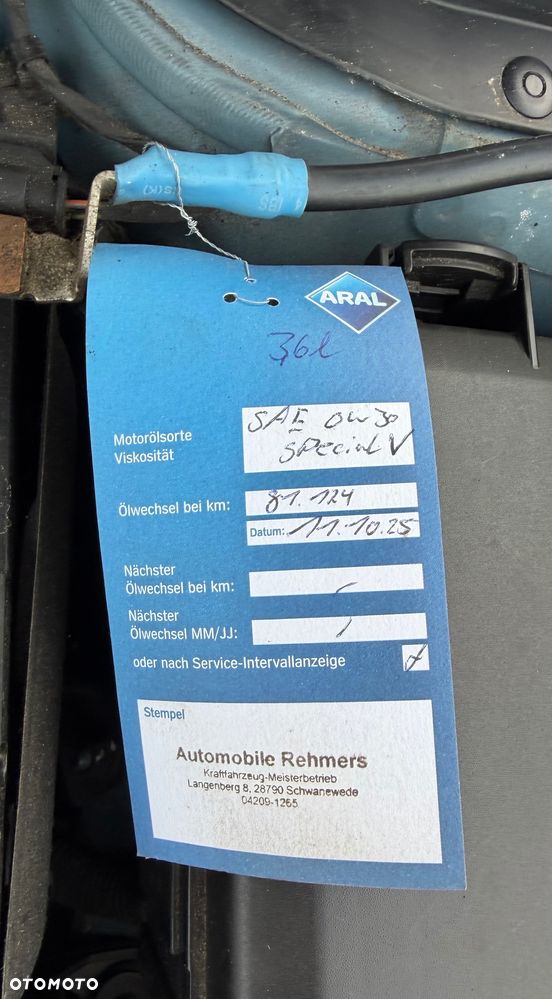 ARAL
3,6l
Motorölsorte
Viskosität
SAE 0W30
Special V
Ölwechsel bei km:
81.124
Datum: 11.10.25
Nächster
Ölwechsel bei km:
-
Nächster
Ölwechsel MM/JJ:
/
oder nach Service-Intervallanzeige
Stempel
Automobile Rehmers
Kraftfahrzeug-Meisterbetrieb
Langenberg 8, 28790 Schwanewede
04209-1265
OTOMOTO